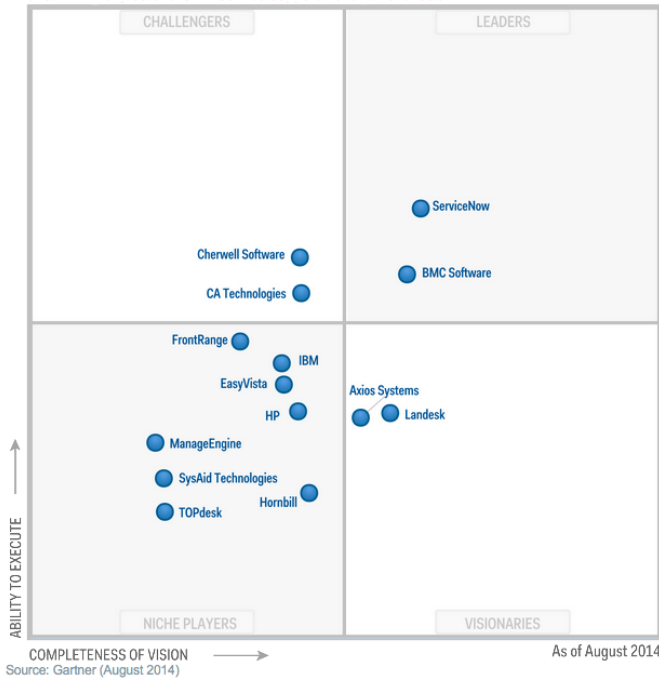 CHALLENGERS
LEADERS
ServiceNow
Cherwell Software
BMC Software
CA Technologies
FrontRange
IBM
EasyVista
Axios Systems
HP
Landesk
ManageEngine
SysAid Technologies
Hornbill
TOPdesk
ABILITY TO EXECUTE
NICHE PLAYERS
VISIONARIES
COMPLETENESS OF VISION
As of August 2014
Source: Gartner (August 2014)